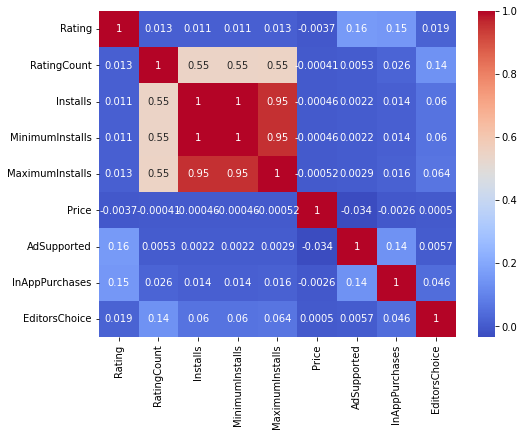 Rating 1 0.013 0.011 0.011 0.013 -0.0037 0.16 0.15 0.019
RatingCount 0.013 1 0.55 0.55 0.55 -0.00041 0.0053 0.026 0.14
Installs 0.011 0.55 1 1 0.95 -0.00046 0.0022 0.014 0.06
MinimumInstalls 0.011 0.55 1 1 0.95 -0.00046 0.0022 0.014 0.06
MaximumInstalls 0.013 0.55 0.95 0.95 1 -0.00052 0.0029 0.016 0.064
Price -0.0037 -0.00041 -0.00046 -0.00046 -0.00052 1 -0.034 -0.0026 0.0005
AdSupported 0.16 0.0053 0.0022 0.0022 0.0029 -0.034 1 0.14 0.0057
InAppPurchases 0.15 0.026 0.014 0.014 0.016 -0.0026 0.14 1 0.046
EditorsChoice 0.019 0.14 0.06 0.06 0.064 0.0005 0.0057 0.046 1
Rating
RatingCount
Installs
MinimumInstalls
MaximumInstalls
Price
AdSupported
InAppPurchases
EditorsChoice
1.0
0.8
0.6
0.4
0.2
0.0